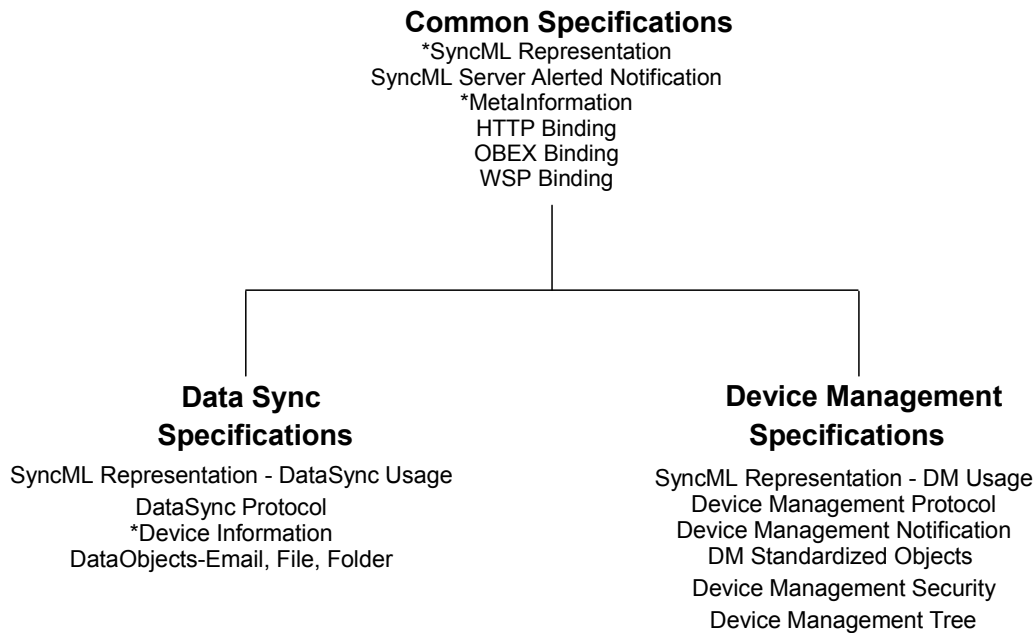 Common Specifications
*SyncML Representation
SyncML Server Alerted Notification
*MetaInformation
HTTP Binding
OBEX Binding
WSP Binding
Data Sync
Specifications
SyncML Representation - DataSync Usage
DataSync Protocol
*Device Information
DataObjects-Email, File, Folder
Device Management
Specifications
SyncML Representation - DM Usage
Device Management Protocol
Device Management Notification
DM Standardized Objects
Device Management Security
Device Management Tree